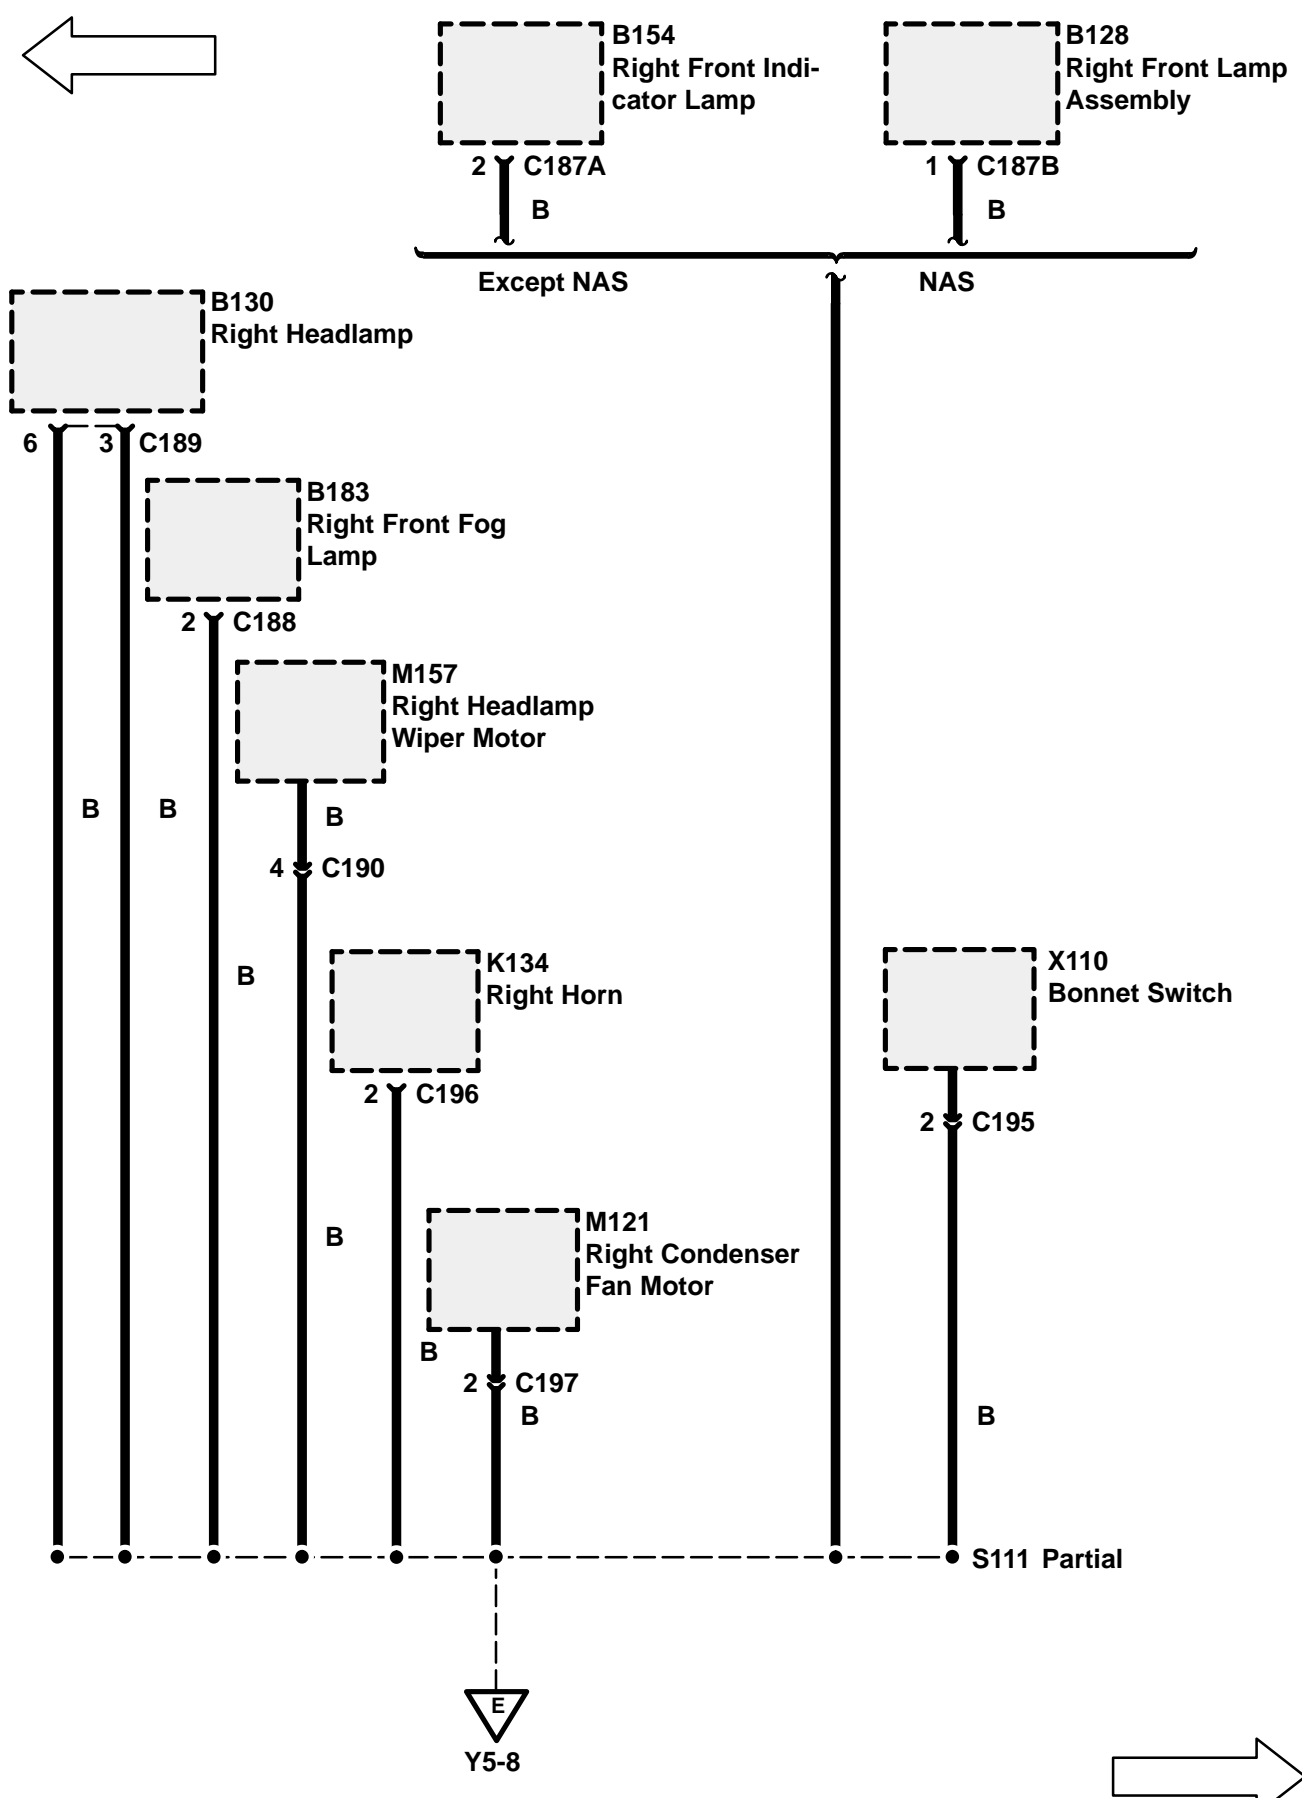 B154
Right Front Indi-
cator Lamp
B128
Right Front Lamp
Assembly
2 C187A
1 C187B
B
B
Except NAS
NAS
B130
Right Headlamp
6 3 C189
B183
Right Front Fog
Lamp
2 C188
M157
Right Headlamp
Wiper Motor
B
B
B
4 C190
B
K134
Right Horn
X110
Bonnet Switch
2 C196
2 C195
M121
Right Condenser
Fan Motor
B
B
2 C197
B
B
S111 Partial
E
Y5-8